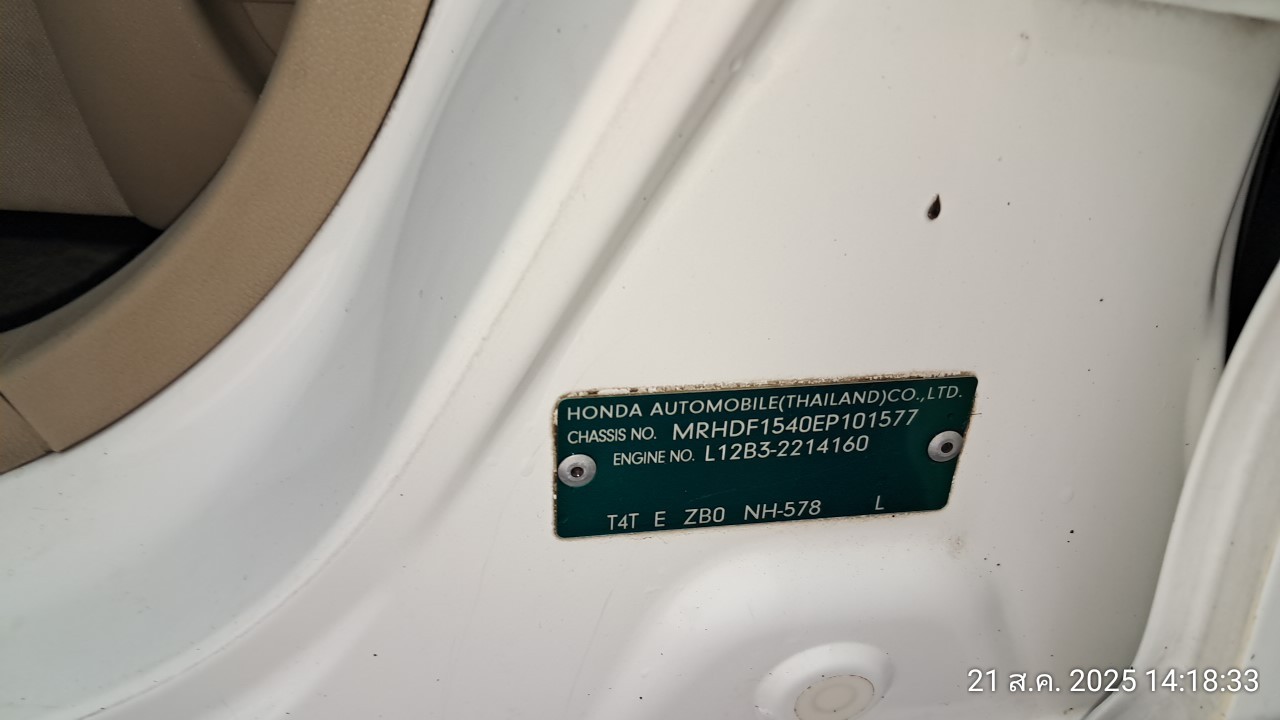 HONDA AUTOMOBILE(THAILAND)CO.,LTD.
CHASSIS NO. MRHDF1540EP101577
ENGINE NO. L12B3-2214160
T4T E ZB0 NH-578 L
21 ส.ค. 2025 14:18:33